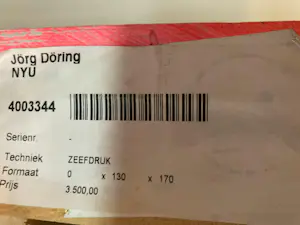 Jörg Döring
NYU
4003344
Serienr. -
Techniek ZEEFDRUK
Formaat 0 x 130 x 170
Prijs 3.500,00